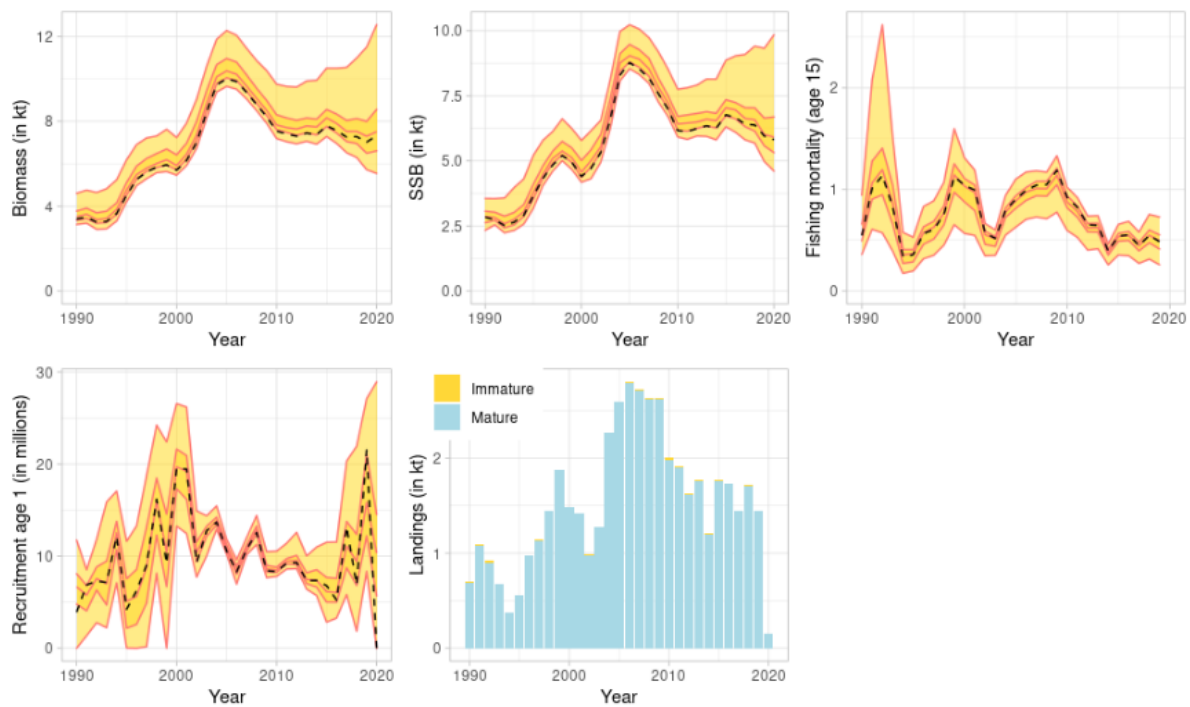 Biomass (in kt)
12
8
4
0
1990 2000 2010 2020
Year
SSB (in kt)
10.0
7.5
5.0
2.5
0.0
1990 2000 2010 2020
Year
Fishing mortality (age 15)
2
1
0
1990 2000 2010 2020
Year
Recruitment age 1 (in millions)
30
20
10
0
1990 2000 2010 2020
Year
Immature
Mature
Landings (in kt)
2
1
0
1990 2000 2010 2020
Year